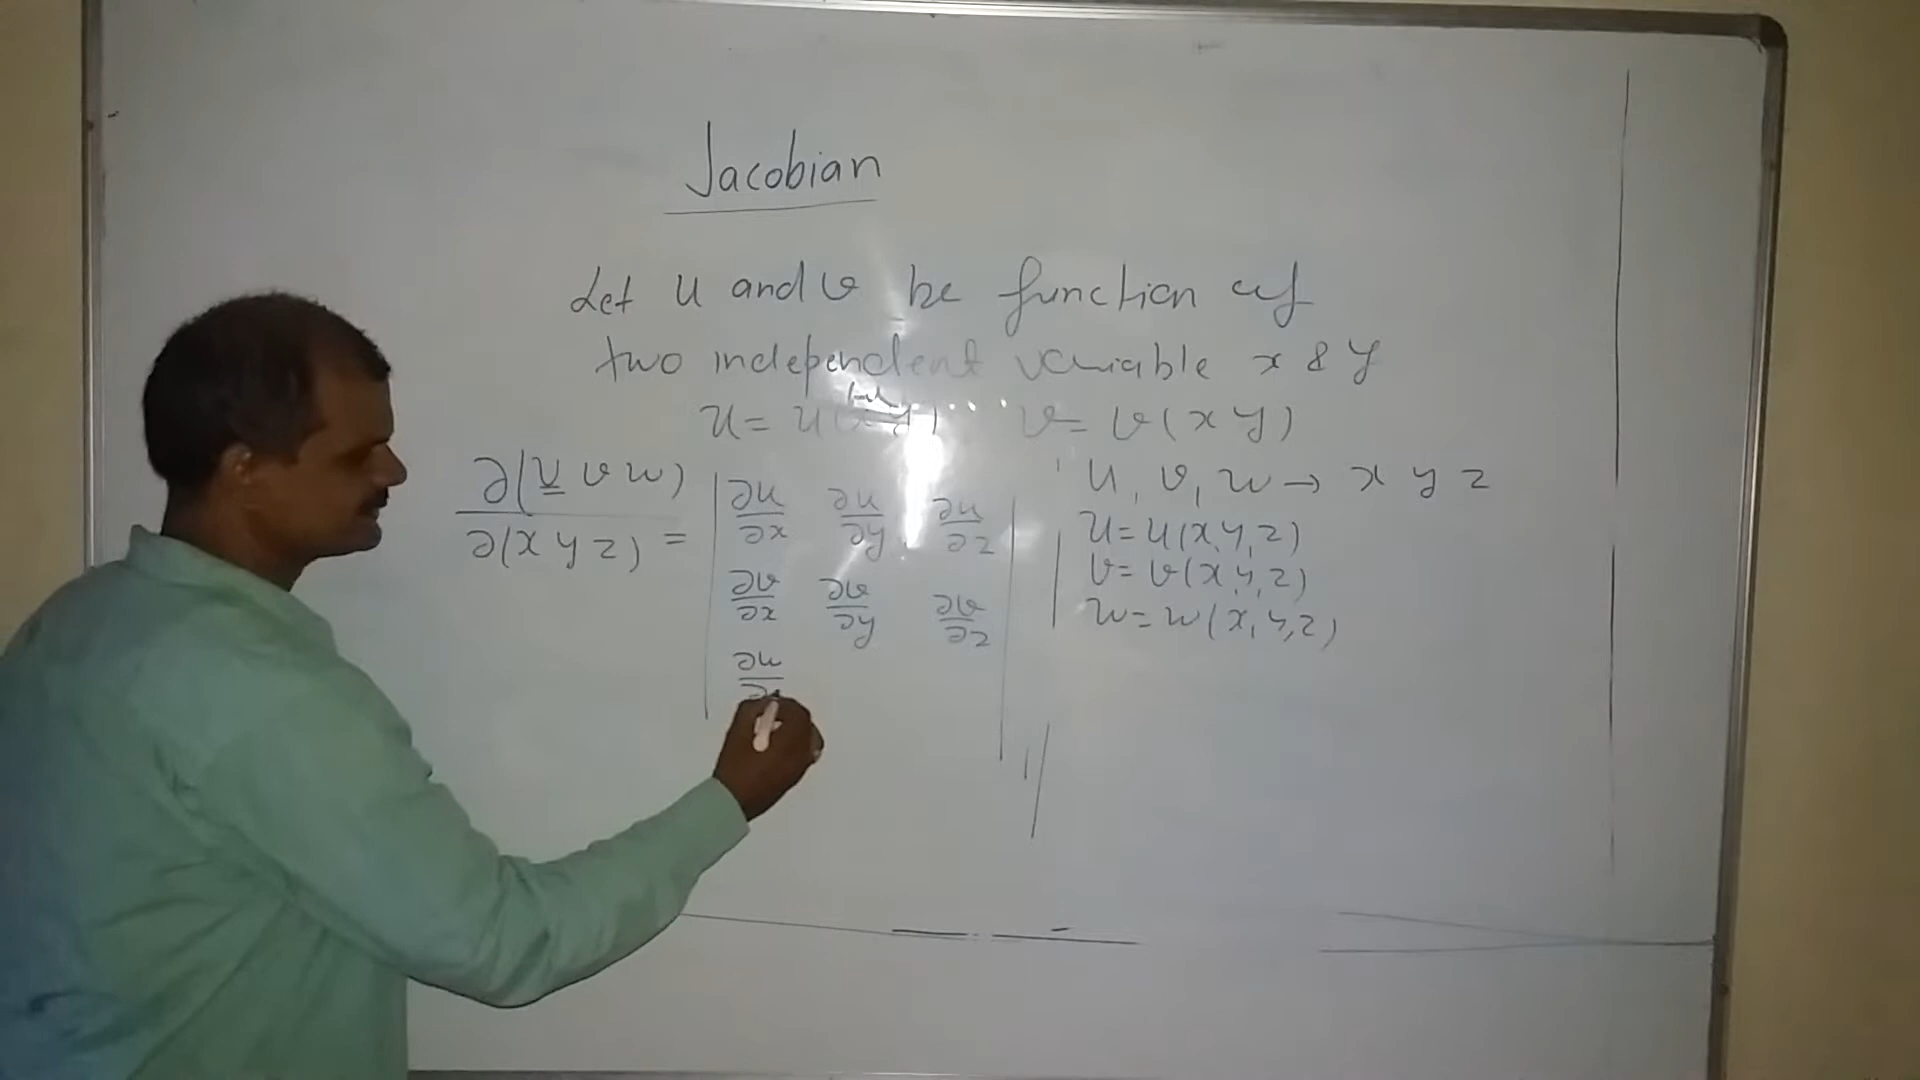 Jacobian
Let u and v be function of
two independent variable x & y
u = u(x y) v = v(x y)
u, v, w → x y z
u = u(x, y, z)
v = v(x, y, z)
w = w(x, y, z)
∂(u v w)
∂(x y z) =
∂u/∂x ∂u/∂y ∂u/∂z
∂v/∂x ∂v/∂y ∂v/∂z
∂w